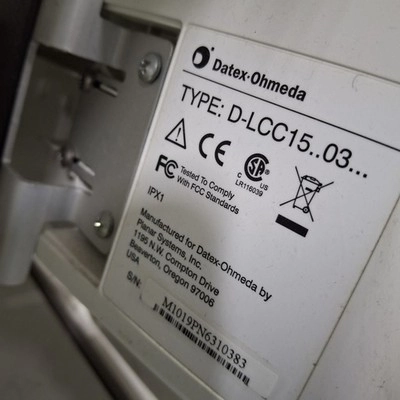 Datex-Ohmeda
TYPE: D-LCC15..03...
CE
C US
LR116039
FC Tested To Comply
With FCC Standards
IPX1
Manufactured for Datex-Ohmeda by
Planar Systems, Inc.
1195 N.W. Compton Drive
Beaverton, Oregon 97006
USA
S/N:
M1019PN6310383